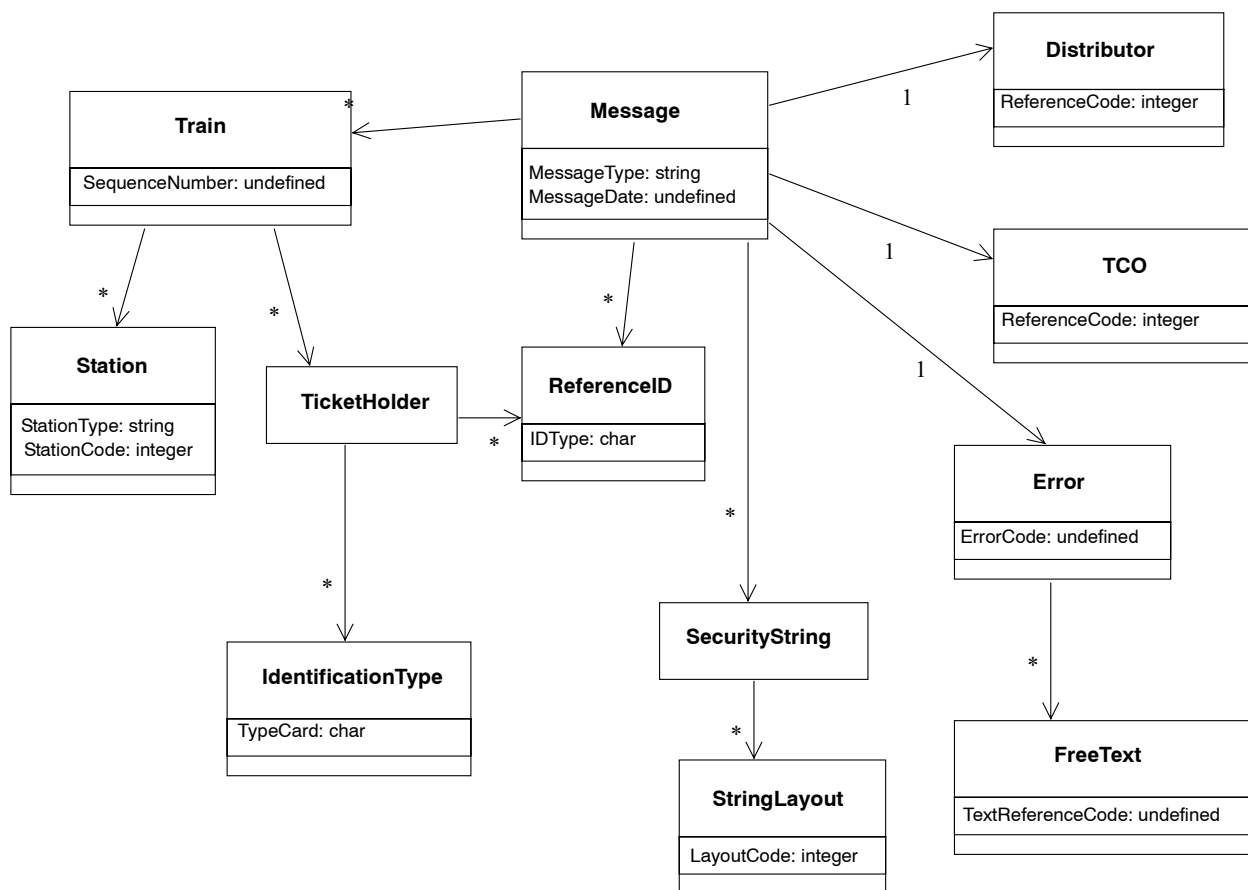 Distributor
ReferenceCode: integer
1
Message
MessageType: string
MessageDate: undefined
*
Train
SequenceNumber: undefined
1
TCO
ReferenceCode: integer
*
*
*
1
Station
StationType: string
StationCode: integer
TicketHolder
*
ReferenceID
IDType: char
Error
ErrorCode: undefined
*
*
SecurityString
*
IdentificationType
TypeCard: char
*
StringLayout
LayoutCode: integer
FreeText
TextReferenceCode: undefined